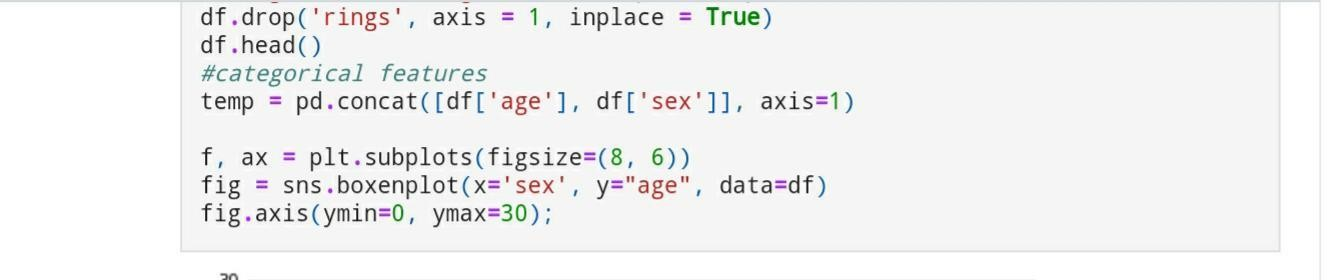 df.drop('rings', axis = 1, inplace = True)
df.head()
#categorical features
temp = pd.concat([df['age'], df['sex']], axis=1)
f, ax = plt.subplots(figsize=(8, 6))
fig = sns.boxenplot(x='sex', y="age", data=df)
fig.axis(ymin=0, ymax=30);